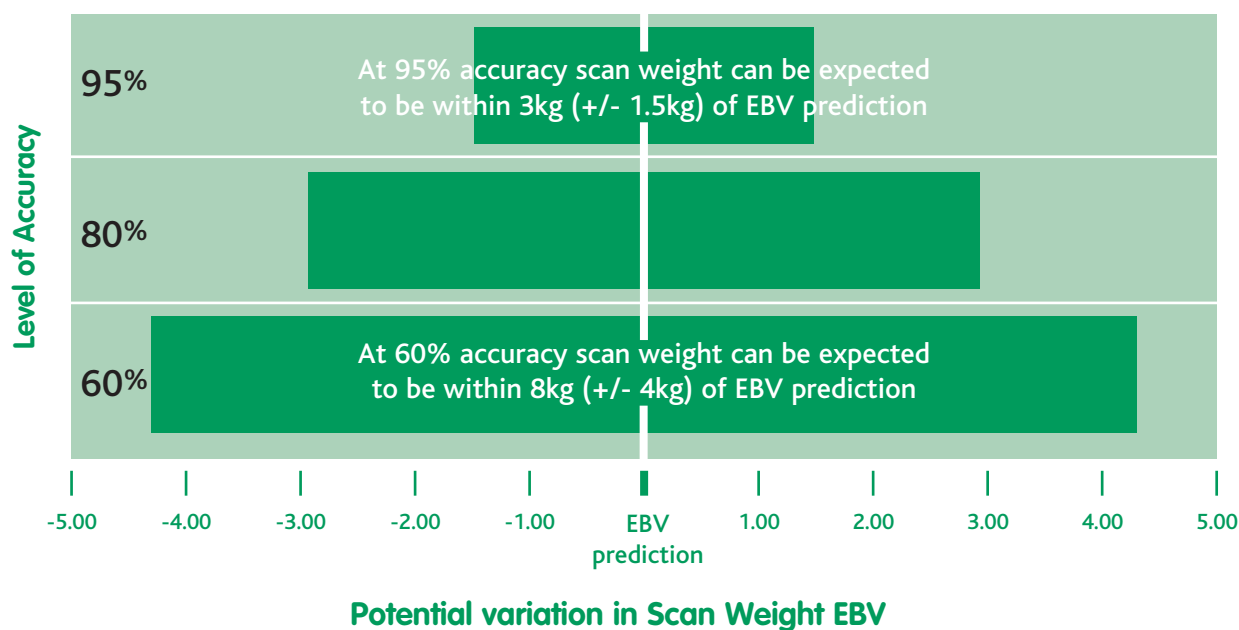 95%
At 95% accuracy scan weight can be expected
to be within 3kg (+/- 1.5kg) of EBV prediction
Level of Accuracy
80%
At 60% accuracy scan weight can be expected
to be within 8kg (+/- 4kg) of EBV prediction
60%
-5.00 -4.00 -3.00 -2.00 -1.00 EBV 1.00 2.00 3.00 4.00 5.00
prediction
Potential variation in Scan Weight EBV